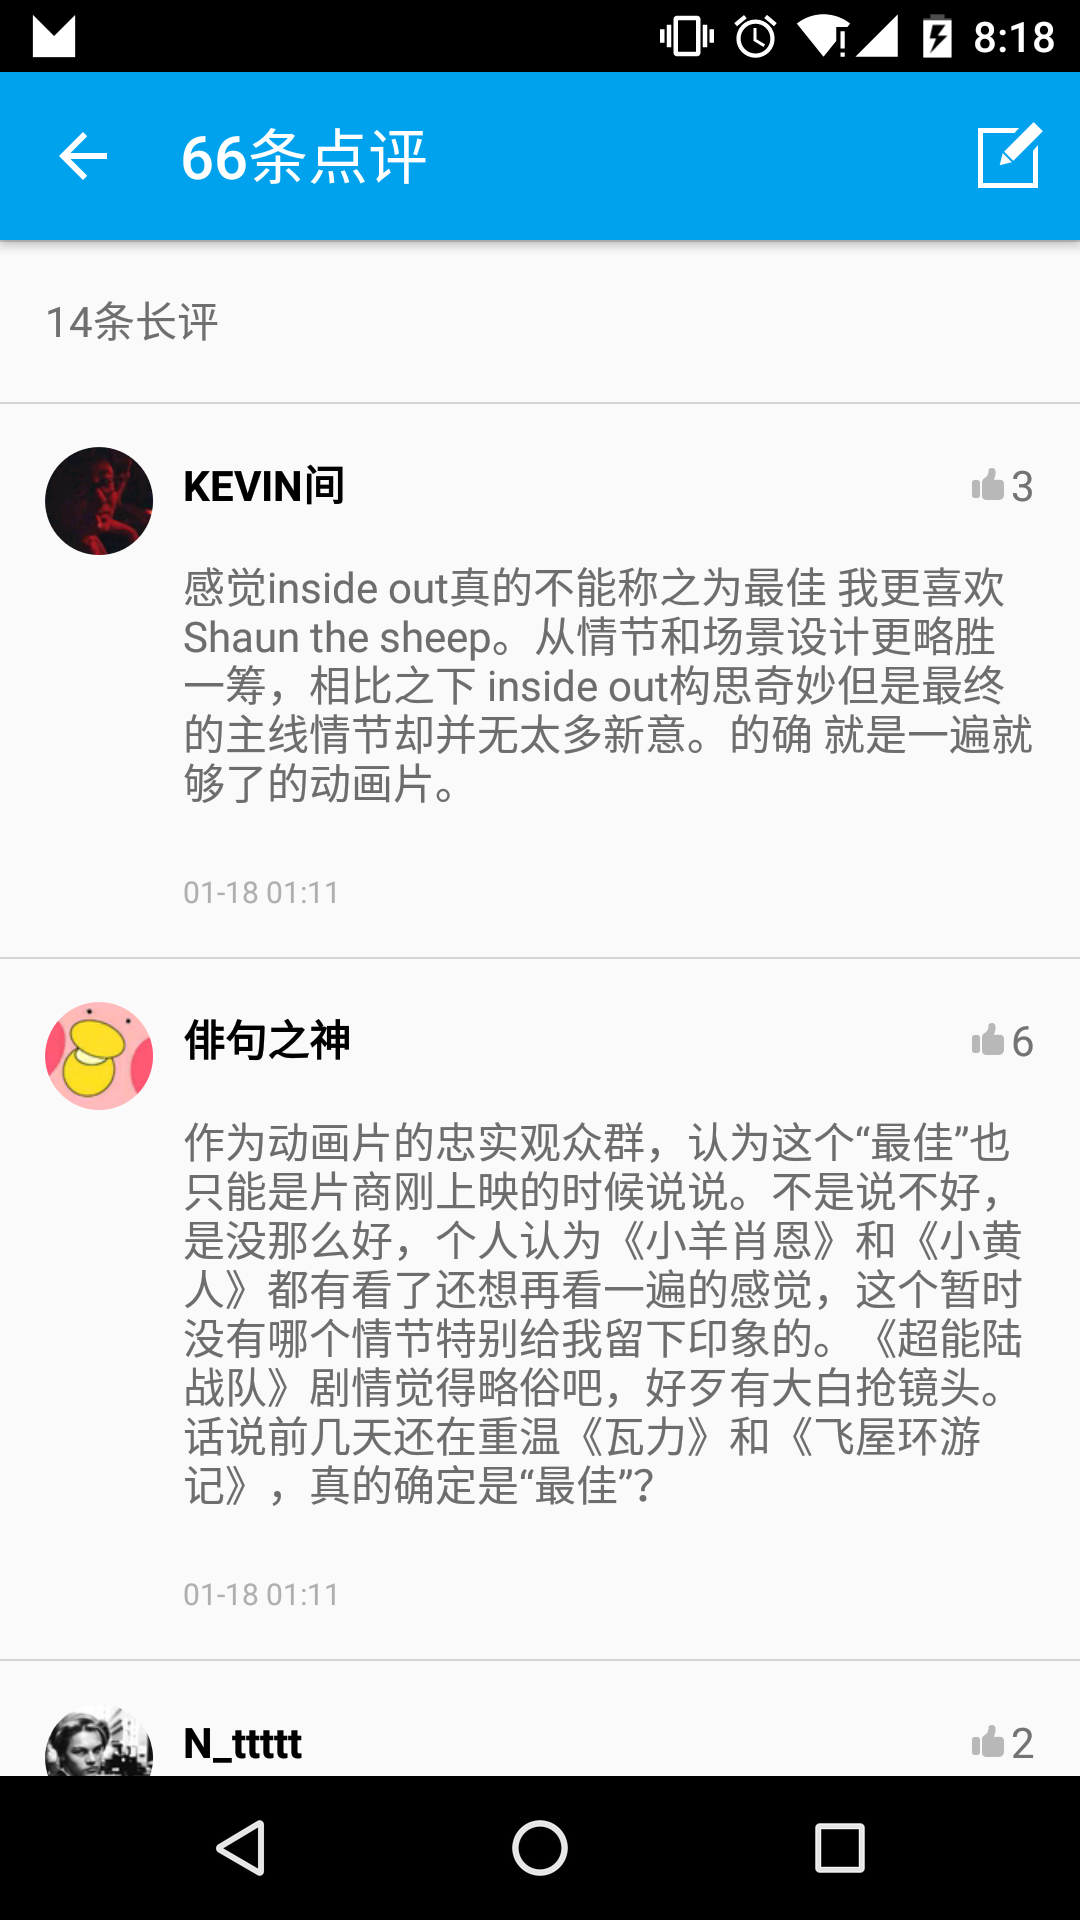 8:18
66条点评
14条长评
KEVIN间
3
感觉inside out真的不能称之为最佳 我更喜欢
Shaun the sheep。从情节和场景设计更略胜
一筹，相比之下 inside out构思奇妙但是最终
的主线情节却并无太多新意。的确 就是一遍就
够了的动画片。
01-18 01:11
俳句之神
6
作为动画片的忠实观众群，认为这个“最佳”也
只能是片商刚上映的时候说说。不是说不好，
是没那么好，个人认为《小羊肖恩》和《小黄
人》都有看了还想再看一遍的感觉，这个暂时
没有哪个情节特别给我留下印象的。《超能陆
战队》剧情觉得略俗吧，好歹有大白抢镜头。
话说前几天还在重温《瓦力》和《飞屋环游
记》，真的确定是“最佳”？
01-18 01:11
N_ttttt
2